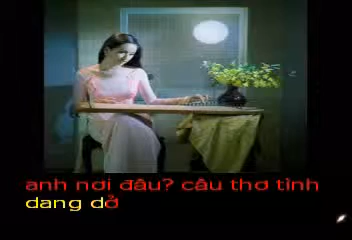 anh nơi đâu? câu thơ tình
dang dở